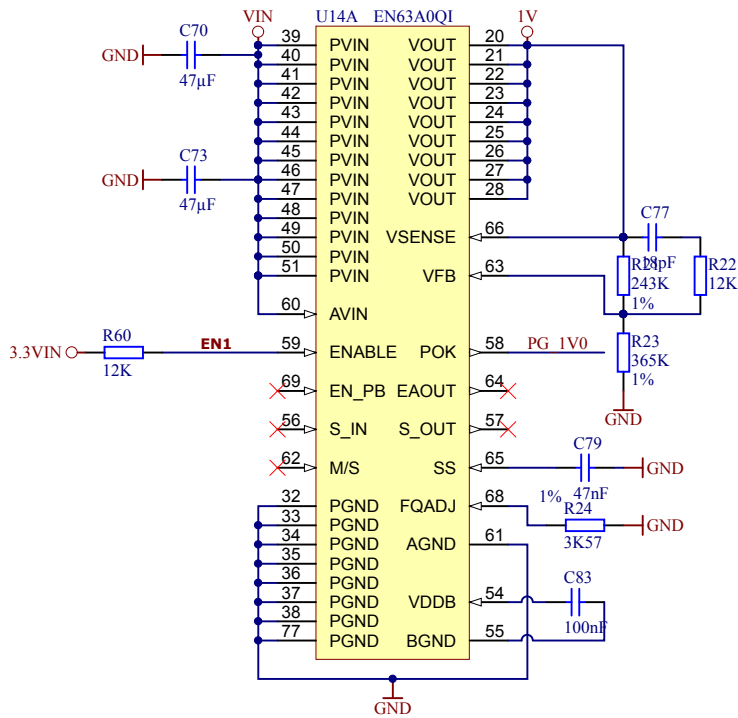 VIN U14A EN63A0QI 1V
C70
GND
47µF
39 PVIN VOUT 20
40 PVIN VOUT 21
41 PVIN VOUT 22
42 PVIN VOUT 23
43 PVIN VOUT 24
44 PVIN VOUT 25
45 PVIN VOUT 26
46 PVIN VOUT 27
47 PVIN VOUT 28
48 PVIN
49 PVIN VSENSE 66
50 PVIN
51 PVIN VFB 63
C73
GND
47µF
C77
18pF
R21
243K
1%
R22
12K
60 AVIN
3.3VIN R60 EN1 59 ENABLE POK 58 PG_1V0
12K
R23
365K
1%
GND
69 EN_PB EAOUT 64
56 S_IN S_OUT 57
62 M/S SS 65
C79
GND
47nF
32 PGND FQADJ 68
33 PGND
34 PGND AGND 61
35 PGND
36 PGND
37 PGND VDDB 54
38 PGND
77 PGND BGND 55
1%
R24
GND
3K57
C83
100nF
GND